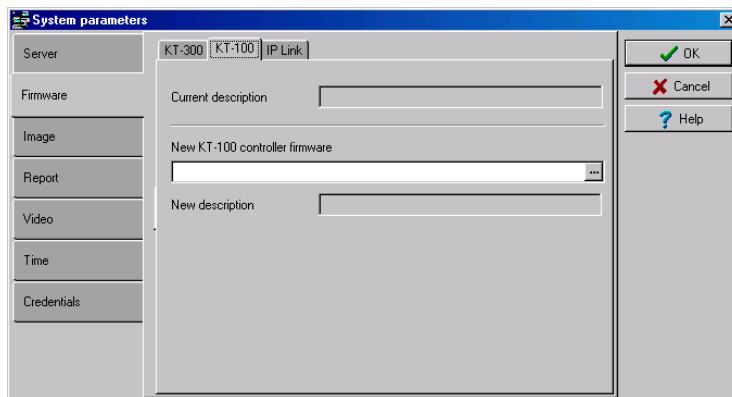 System parameters
Server
Firmware
Image
Report
Video
Time
Credentials
KT-300 KT-100 IP Link
Current description
New KT-100 controller firmware
...
New description
OK
Cancel
? Help